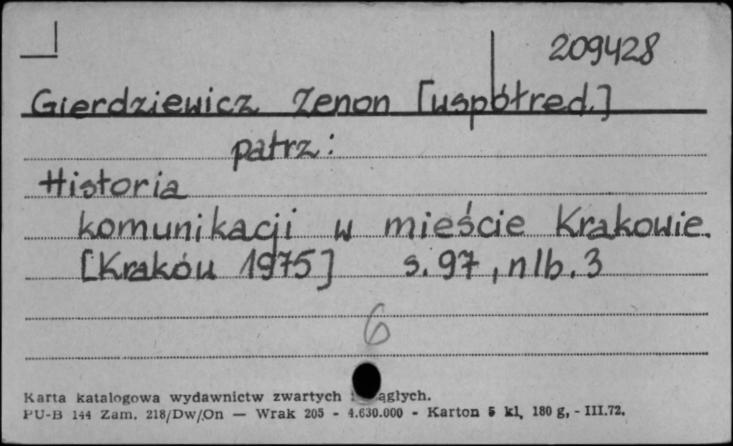 209428
Gierdziewicz Zenon [współred.]
patrz:
Historia
komunikacji w mieście Krakowie.
[Kraków 1975] s. 97, nlb. 3
6
Karta katalogowa wydawnictw zwartych
PU-B 144 Zam. 218/Dw/On — Wrak 205 - 4.630.000 - Karton 5 kl, 180 g, - III.72.